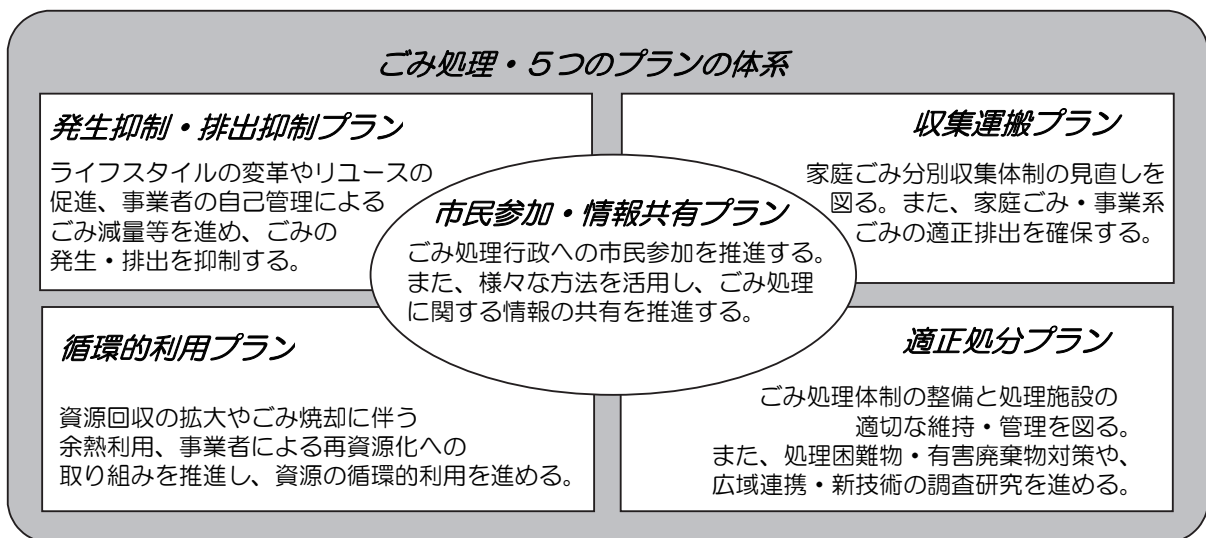 ごみ処理・５つのプランの体系
発生抑制・排出抑制プラン
ライフスタイルの変革やリユースの
促進、事業者の自己管理による
ごみ減量等を進め、ごみの
発生・排出を抑制する。
収集運搬プラン
家庭ごみ分別収集体制の見直しを
図る。また、家庭ごみ・事業系
ごみの適正排出を確保する。
市民参加・情報共有プラン
ごみ処理行政への市民参加を推進する。
また、様々な方法を活用し、ごみ処理
に関する情報の共有を推進する。
循環的利用プラン
資源回収の拡大やごみ焼却に伴う
余熱利用、事業者による再資源化への
取り組みを推進し、資源の循環的利用を進める。
適正処分プラン
ごみ処理体制の整備と処理施設の
適切な維持・管理を図る。
また、処理困難物・有害廃棄物対策や、
広域連携・新技術の調査研究を進める。